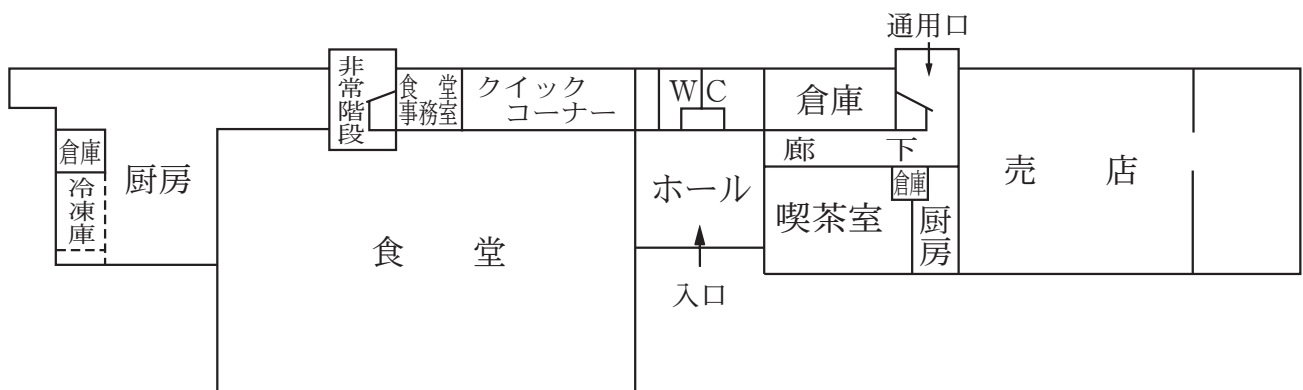 通用口
非常階段
食堂
事務室
クイック
コーナー
WC
倉庫
廊下
倉庫
厨房
冷凍庫
ホール
喫茶室
倉庫
厨房
売店
食堂
入口